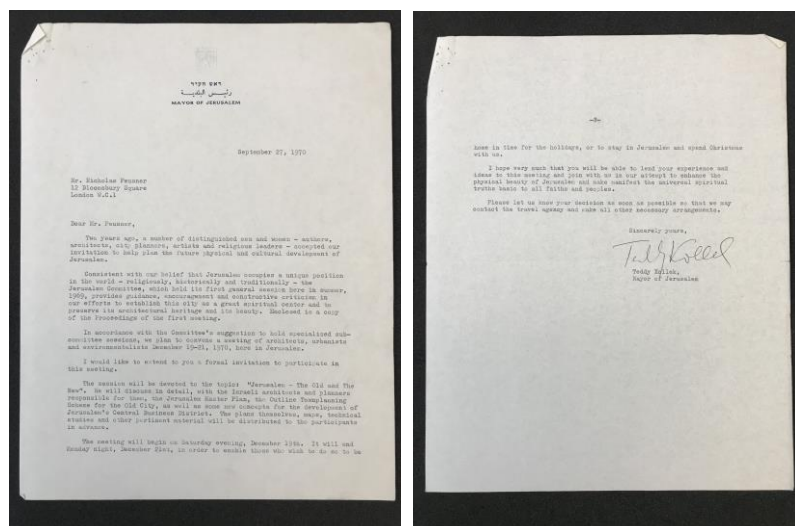 ראש העיר
رئيس البلدية
MAYOR OF JERUSALEM
September 27, 1970
Mr. Nicholas Pevsner
12 Bloomsbury Square
London W.C.1
Dear Mr. Pevsner,
Two years ago, a number of distinguished men and women - authors,
architects, city planners, artists and religious leaders - accepted our
invitation to help plan the future physical and cultural development of
Jerusalem.
Consistent with our belief that Jerusalem occupies a unique position
in the world - religiously, historically and traditionally - the
Jerusalem Committee, which held its first general session here in summer,
1969, provides guidance, encouragement and constructive criticism in
our efforts to establish this city as a great spiritual center and to
preserve its architectural heritage and its beauty. Enclosed is a copy
of the Proceedings of the first meeting.
In accordance with the Committee's suggestion to hold specialized sub-
committee sessions, we plan to convene a meeting of architects, urbanists
and environmentalists December 19-21, 1970, here in Jerusalem.
I would like to extend to you a formal invitation to participate in
this meeting.
The session will be devoted to the topic: "Jerusalem - The Old and The
New". We will discuss in detail, with the Israeli architects and planners
responsible for them, the Jerusalem Master Plan, the Outline Townplanning
Scheme for the Old City, as well as some new concepts for the development of
Jerusalem's Central Business District. The plans themselves, maps, technical
studies and other pertinent material will be distributed to the participants
in advance.
The meeting will begin on Saturday evening, December 19th. It will end
Monday night, December 21st, in order to enable those who wish to do so to be
-2-
home in time for the holidays, or to stay in Jerusalem and spend Christmas
with us.
I hope very much that you will be able to lend your experience and
ideas to this meeting and join with us in our attempt to enhance the
physical beauty of Jerusalem and make manifest the universal spiritual
truths basic to all faiths and peoples.
Please let us know your decision as soon as possible so that we may
contact the travel agency and make all other necessary arrangements.
Sincerely yours,
Teddy Kollek
Teddy Kollek,
Mayor of Jerusalem